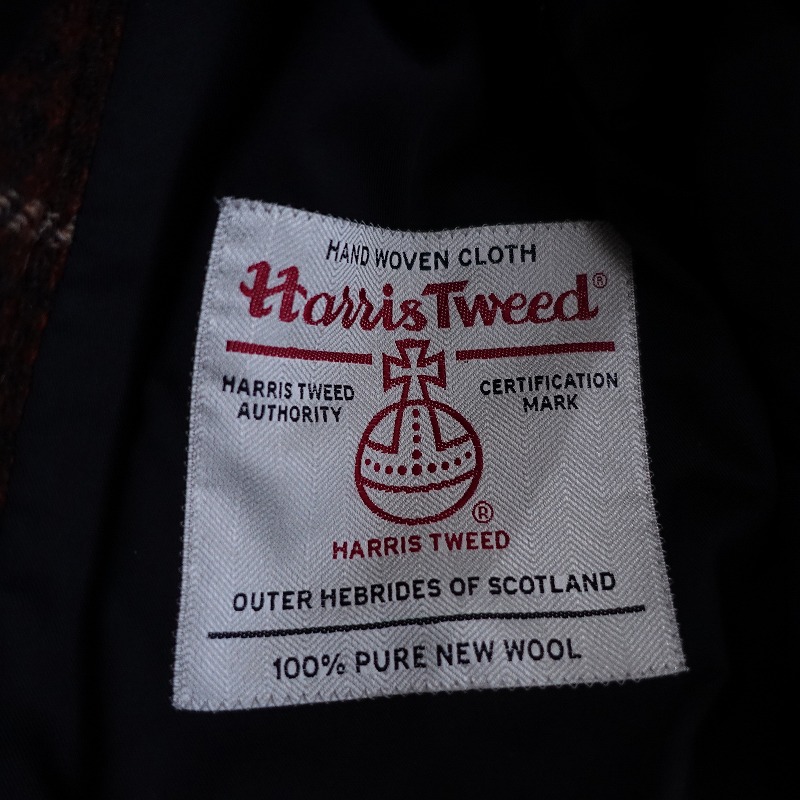 HAND WOVEN CLOTH
Harris Tweed®
HARRIS TWEED
AUTHORITY
CERTIFICATION
MARK
®
HARRIS TWEED
OUTER HEBRIDES OF SCOTLAND
100% PURE NEW WOOL